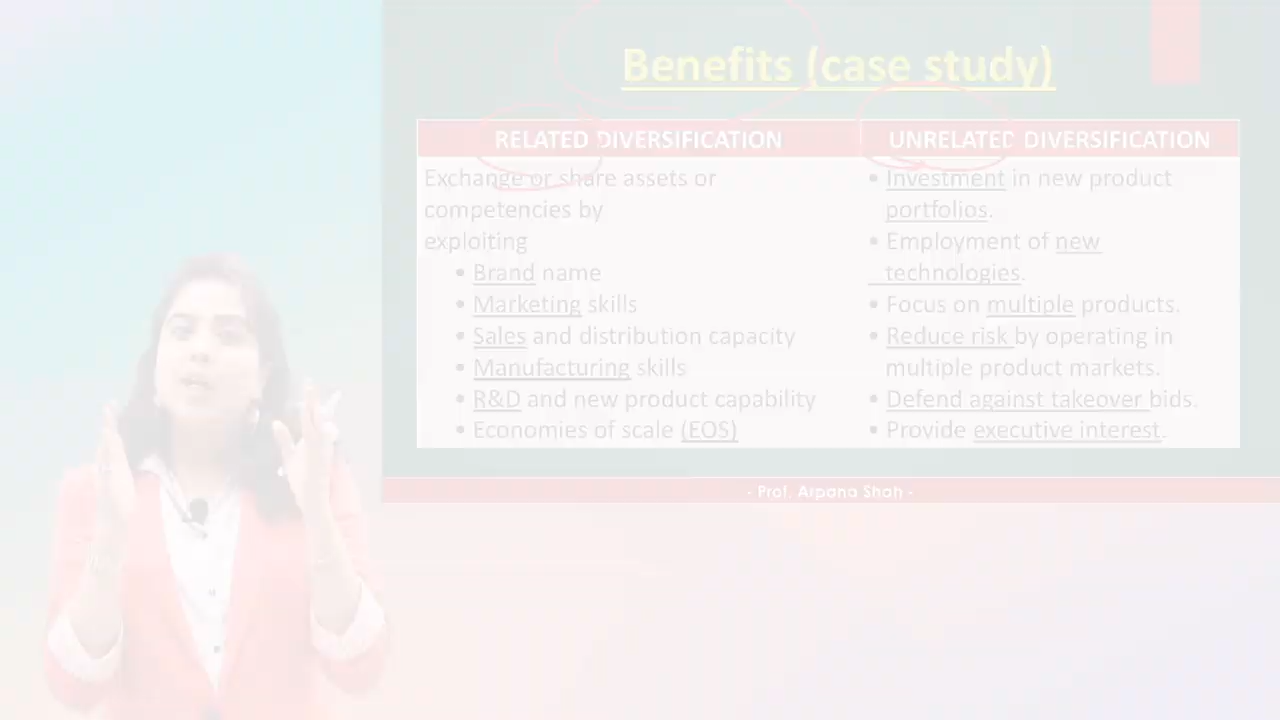 Benefits (case study)
RELATED DIVERSIFICATION
Exchange or share assets or
competencies by
exploiting
• Brand name
• Marketing skills
• Sales and distribution capacity
• Manufacturing skills
• R&D and new product capability
• Economies of scale (EOS)
UNRELATED DIVERSIFICATION
• Investment in new product
portfolios.
• Employment of new
technologies.
• Focus on multiple products.
• Reduce risk by operating in
multiple product markets.
• Defend against takeover bids.
• Provide executive interest.
- Prof. Arpana Shah -